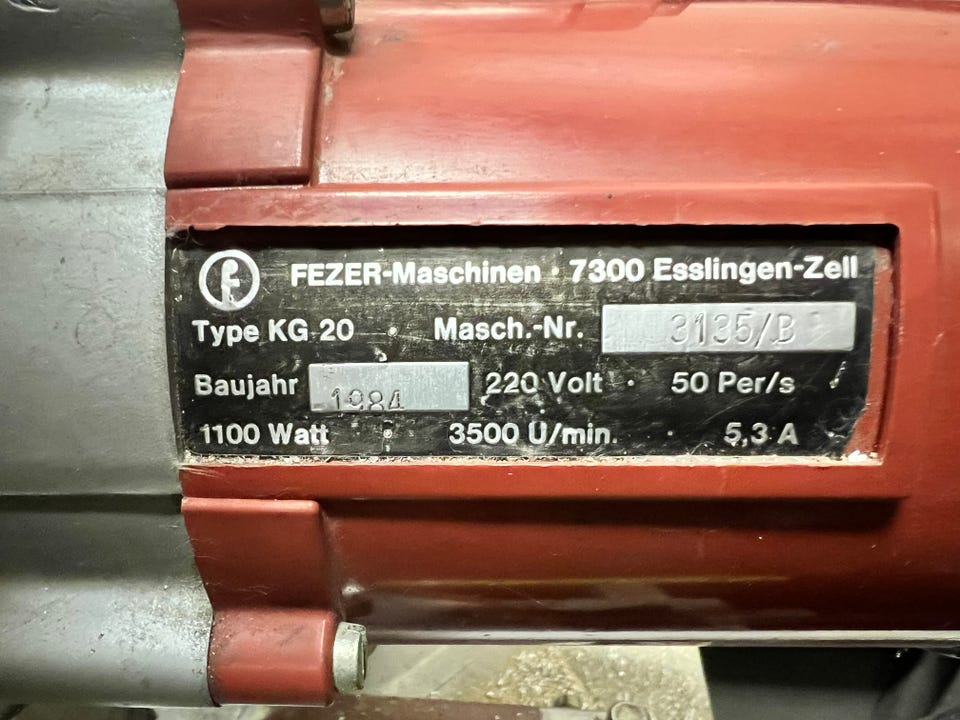 f FEZER-Maschinen · 7300 Esslingen-Zell
Type KG 20 · Masch.-Nr. 3135/B
Baujahr 1984 220 Volt · 50 Per/s
1100 Watt · 3500 U/min. · 5,3 A